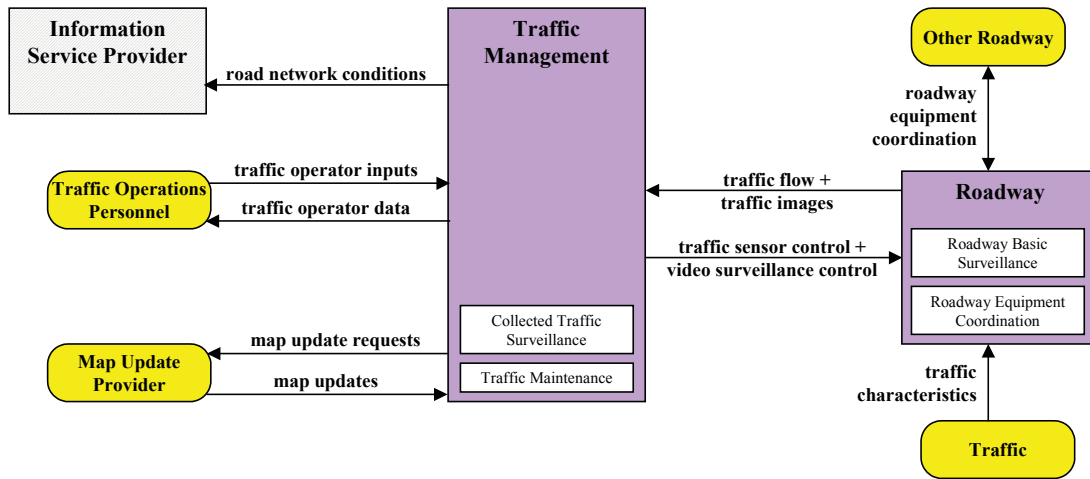 Information
Service Provider
road network conditions
Traffic
Management
Other Roadway
roadway
equipment
coordination
traffic operator inputs
Traffic Operations
Personnel
traffic operator data
traffic flow +
traffic images
Roadway
traffic sensor control +
video surveillance control
Roadway Basic
Surveillance
Roadway Equipment
Coordination
Collected Traffic
Surveillance
Traffic Maintenance
map update requests
Map Update
Provider
map updates
traffic
characteristics
Traffic